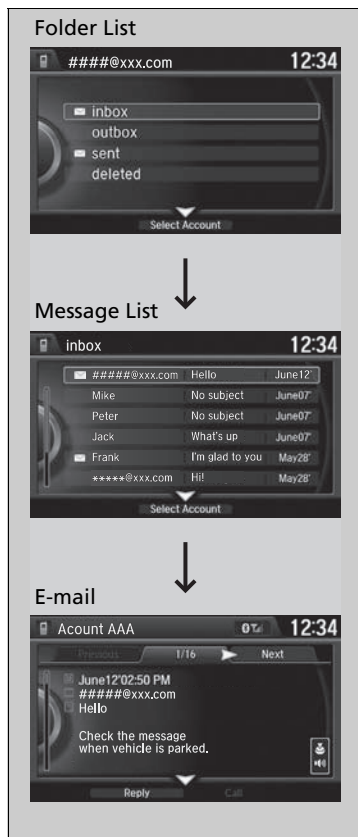 Folder List
####@xxx.com 12:34
inbox
outbox
sent
deleted
Select Account
Message List
inbox 12:34
#####@xxx.com Hello June12'
Mike No subject June07'
Peter No subject June07'
Jack What's up June07'
Frank I'm glad to you May28'
*****@xxx.com Hi! May28'
Select Account
E-mail
Acount AAA 12:34
Previous 1/16 Next
June12'02:50 PM
#####@xxx.com
Hello
Check the message
when vehicle is parked.
Reply Call